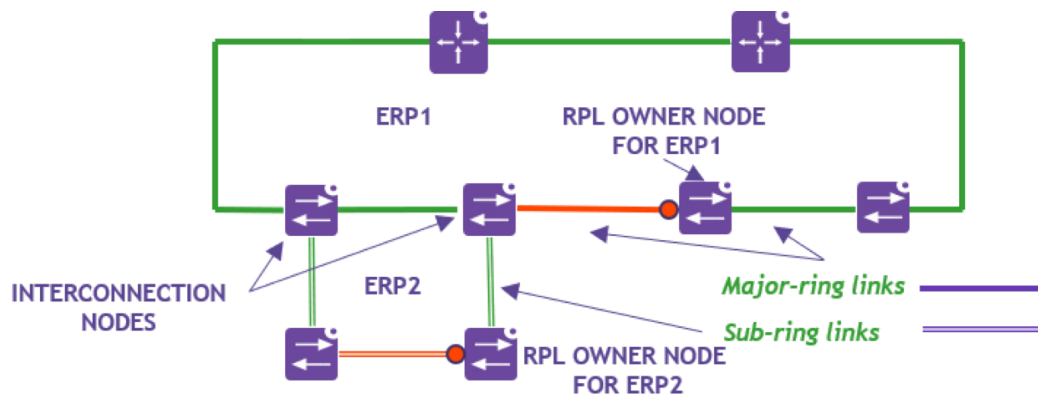 ERP1
RPL OWNER NODE
FOR ERP1
INTERCONNECTION
NODES
ERP2
Major-ring links
Sub-ring links
RPL OWNER NODE
FOR ERP2